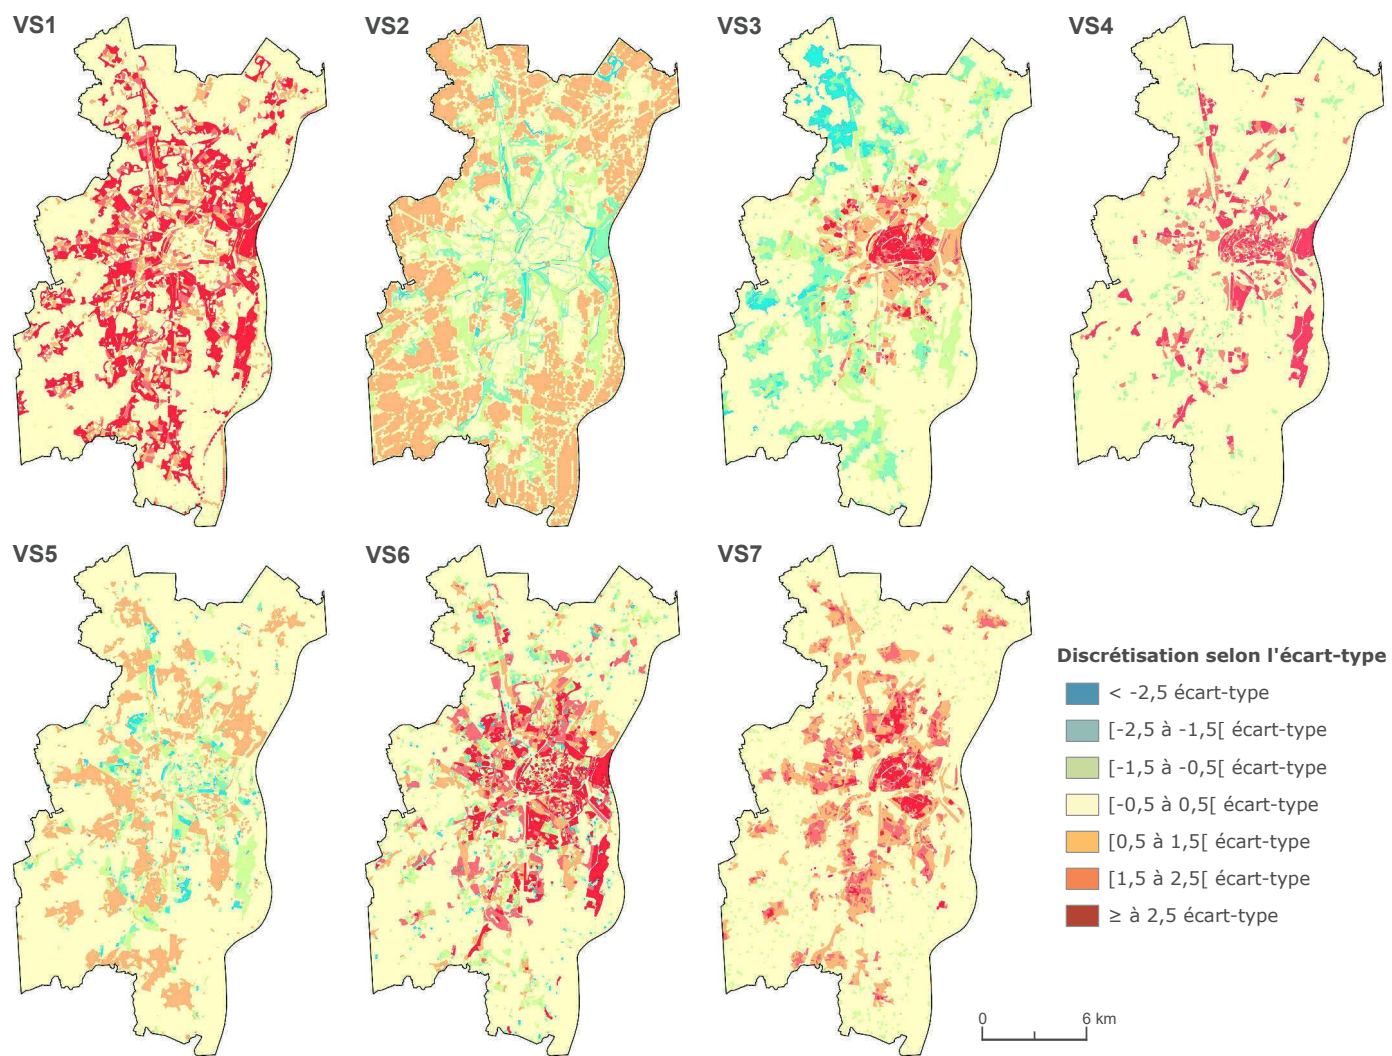 VS1
VS2
VS3
VS4
VS5
VS6
VS7
Discrétisation selon l'écart-type
< -2,5 écart-type
[-2,5 à -1,5[ écart-type
[-1,5 à -0,5[ écart-type
[-0,5 à 0,5[ écart-type
[0,5 à 1,5[ écart-type
[1,5 à 2,5[ écart-type
≥ à 2,5 écart-type
0 6 km